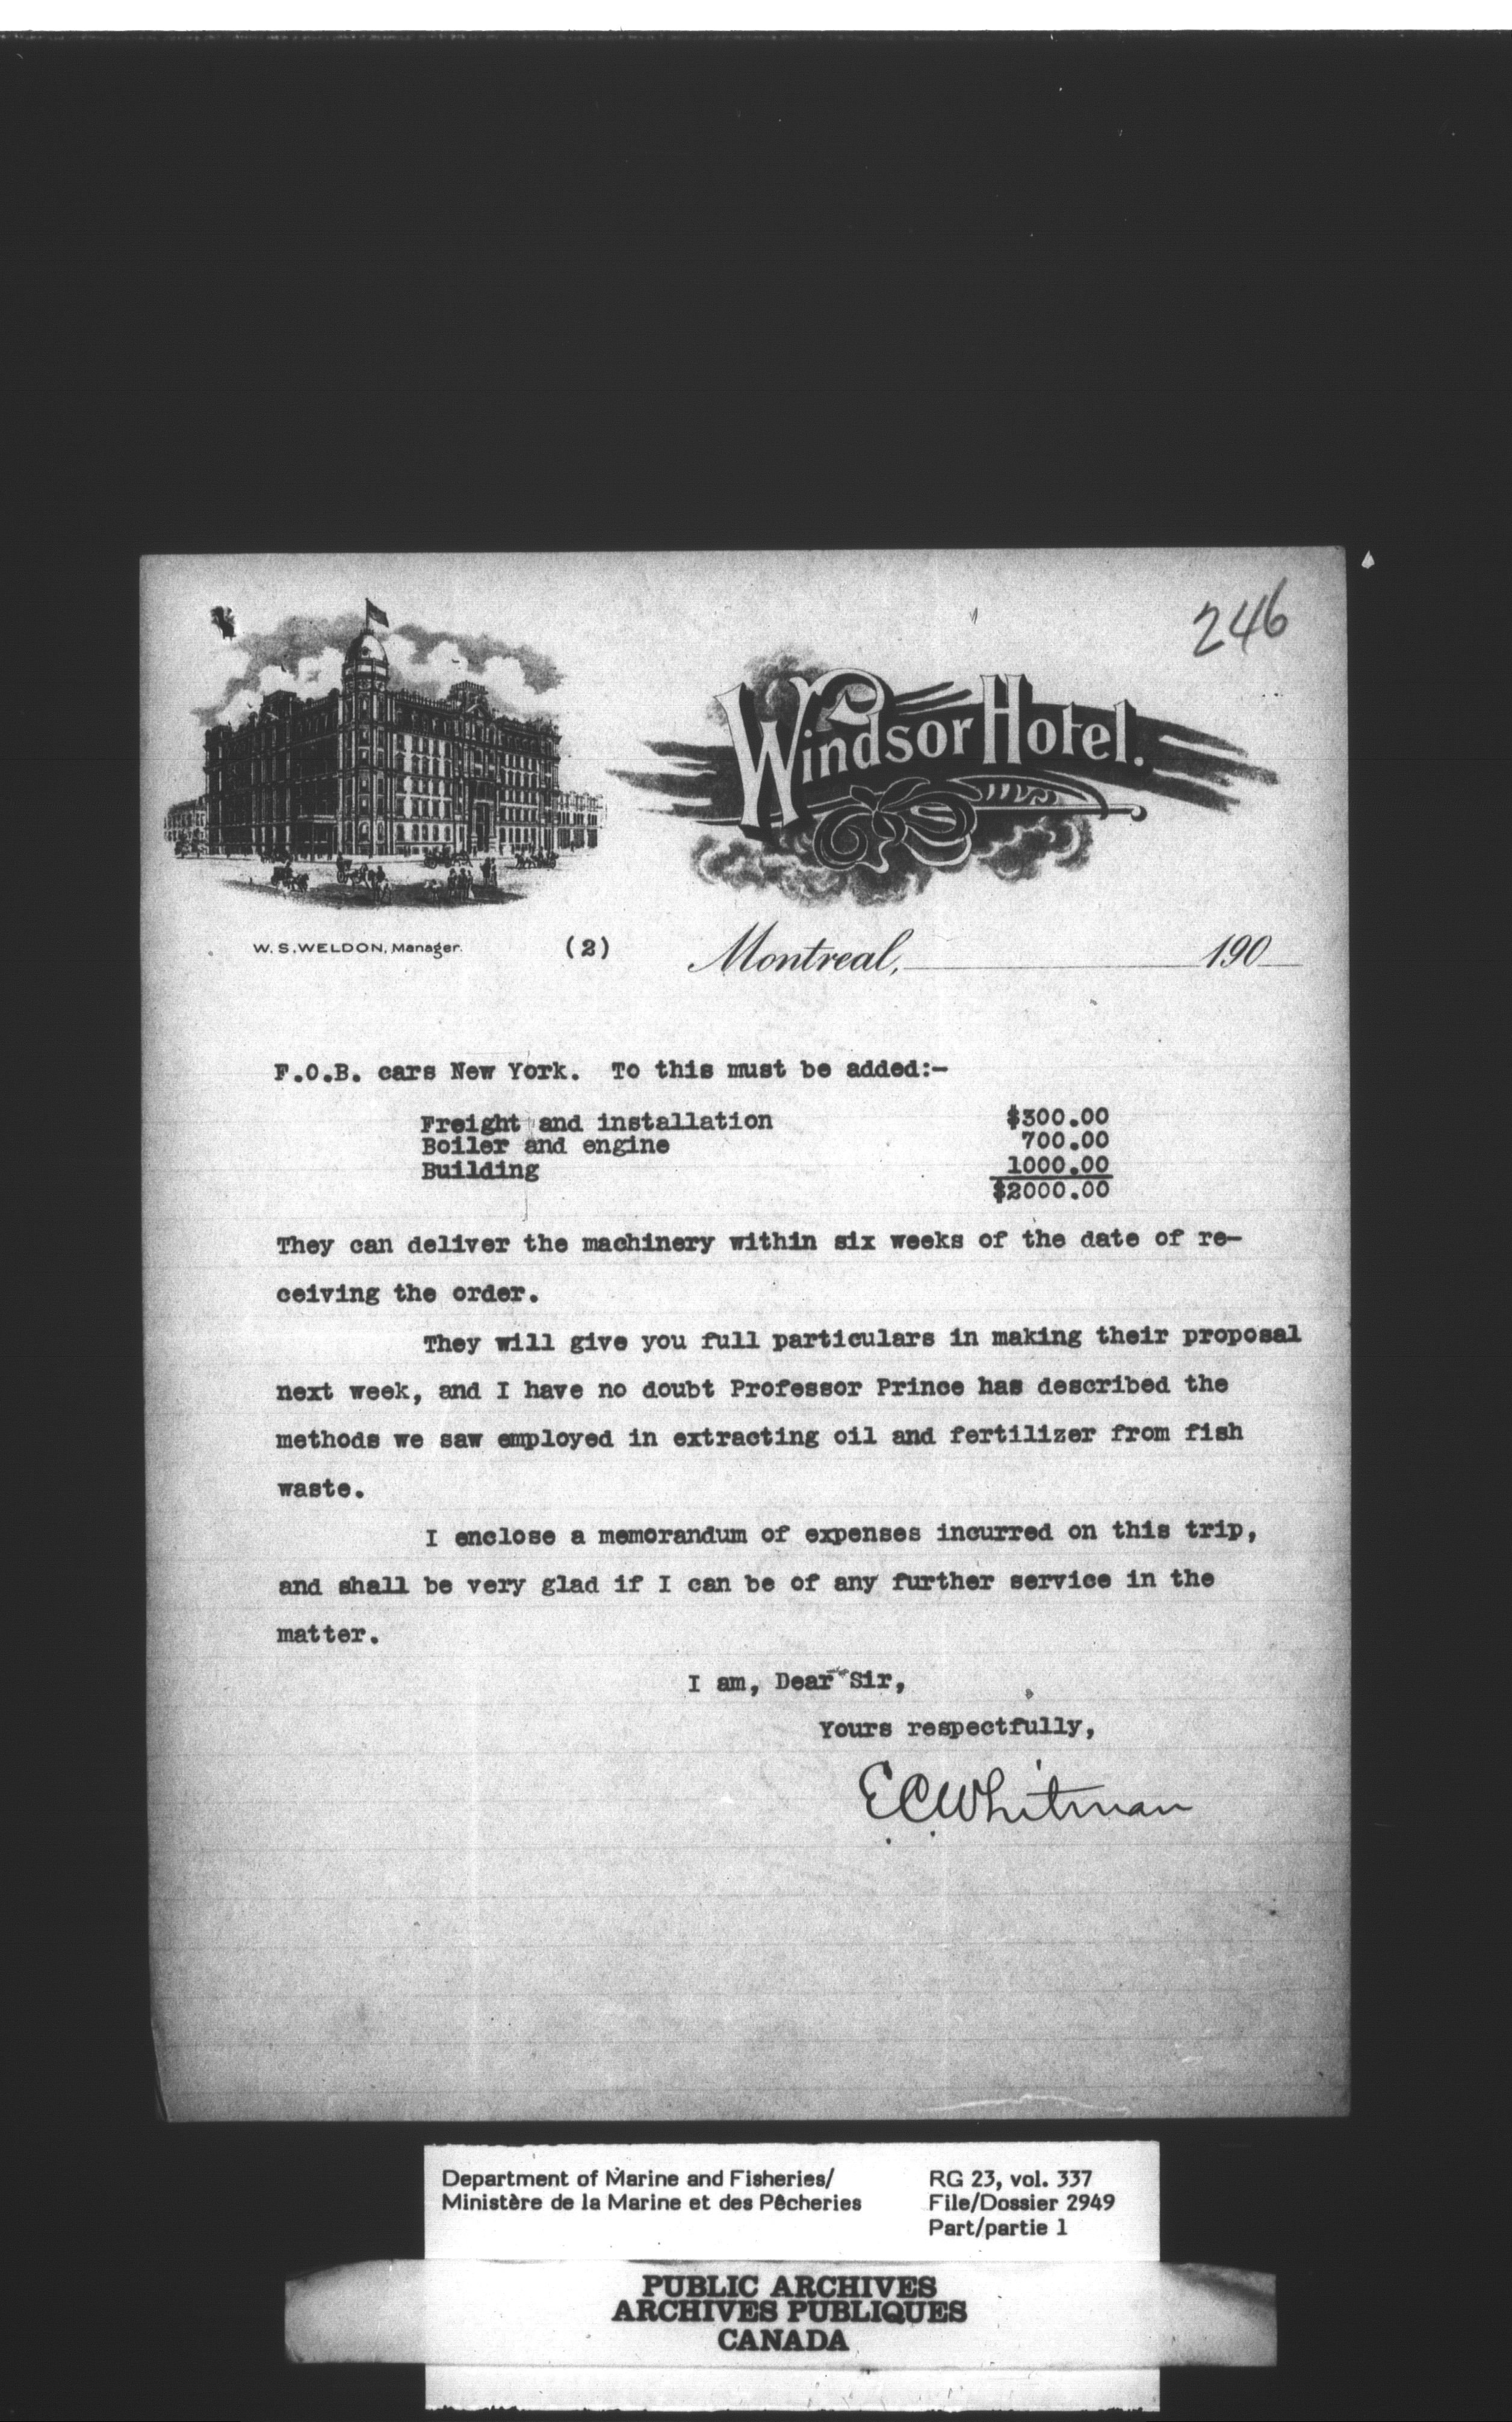 246
Windsor Hotel.
W. S. WELDON, Manager.
(2)
Montreal, 190
F.O.B. cars New York. To this must be added:-
Freight and installation $300.00
Boiler and engine 700.00
Building 1000.00
$2000.00
They can deliver the machinery within six weeks of the date of re-
ceiving the order.
They will give you full particulars in making their proposal
next week, and I have no doubt Professor Prince has described the
methods we saw employed in extracting oil and fertilizer from fish
waste.
I enclose a memorandum of expenses incurred on this trip,
and shall be very glad if I can be of any further service in the
matter.
I am, Dear Sir,
Yours respectfully,
E.C. Whitman
Department of Marine and Fisheries/ RG 23, vol. 337
Ministère de la Marine et des Pêcheries File/Dossier 2949
Part/partie 1
PUBLIC ARCHIVES
ARCHIVES PUBLIQUES
CANADA